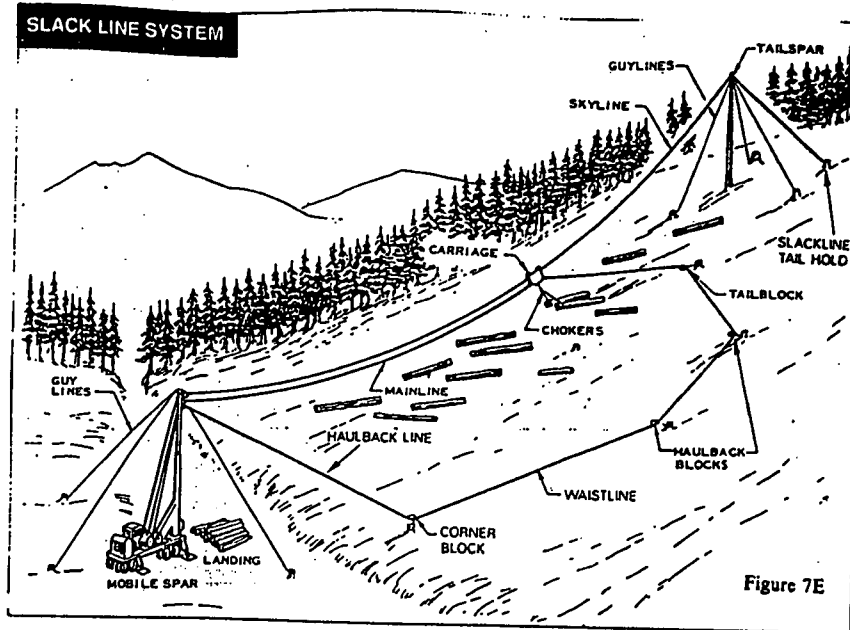 SLACK LINE SYSTEM
TAILSPAR
GUYLINES
SKYLINE
CARRIAGE
SLACKLINE
TAIL HOLD
TAILBLOCK
CHOKERS
GUY
LINES
MAINLINE
HAULBACK LINE
HAULBACK
BLOCKS
WAISTLINE
CORNER
BLOCK
LANDING
MOBILE SPAR
Figure 7E